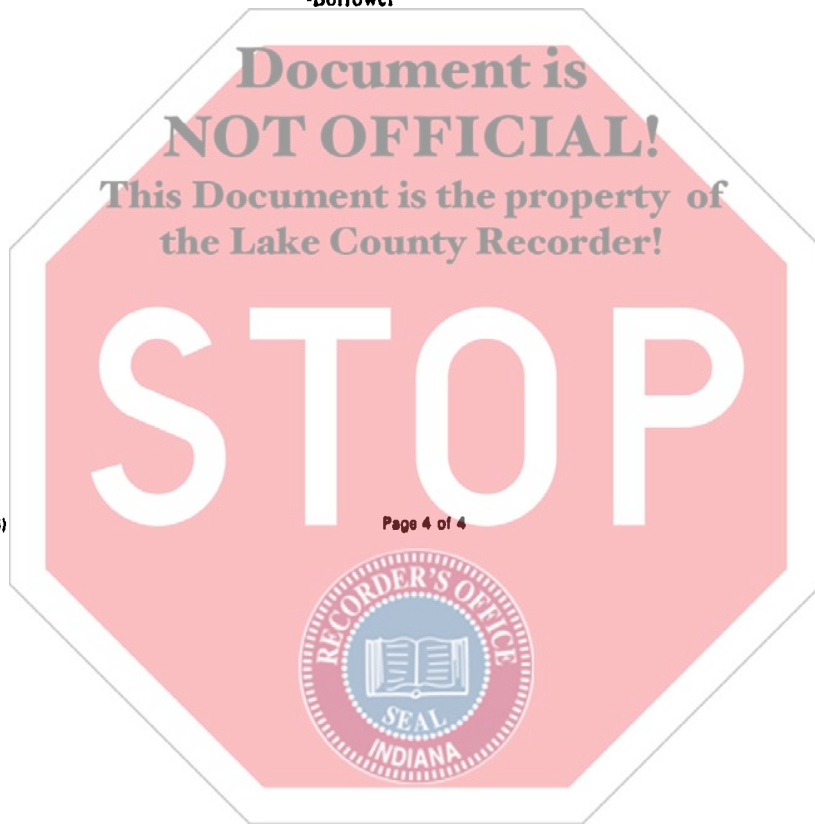 -Borrower
Document is
NOT OFFICIAL!
This Document is the property of
the Lake County Recorder!
STOP
Page 4 of 4
RECORDER'S OFFICE
SEAL
INDIANA